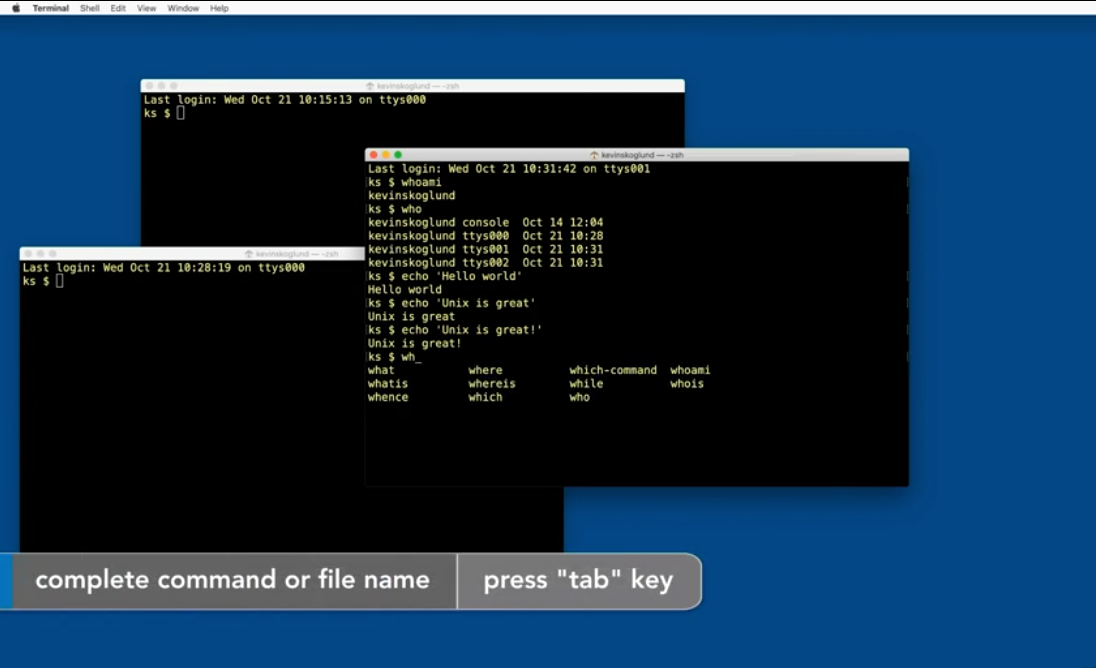 Terminal Shell Edit View Window Help
kevinskoglund — -zsh
Last login: Wed Oct 21 10:15:13 on ttys000
ks $
kevinskoglund — -zsh
Last login: Wed Oct 21 10:31:42 on ttys001
ks $ whoami
kevinskoglund
ks $ who
kevinskoglund console  Oct 14 12:04
kevinskoglund ttys000  Oct 21 10:28
kevinskoglund ttys001  Oct 21 10:31
kevinskoglund ttys002  Oct 21 10:31
ks $ echo 'Hello world'
Hello world
ks $ echo 'Unix is great'
Unix is great
ks $ echo 'Unix is great!'
Unix is great!
ks $ wh_
what where which-command whoami
whatis whereis while whois
whence which who
kevinskoglund — -zsh
Last login: Wed Oct 21 10:28:19 on ttys000
ks $
complete command or file name press "tab" key